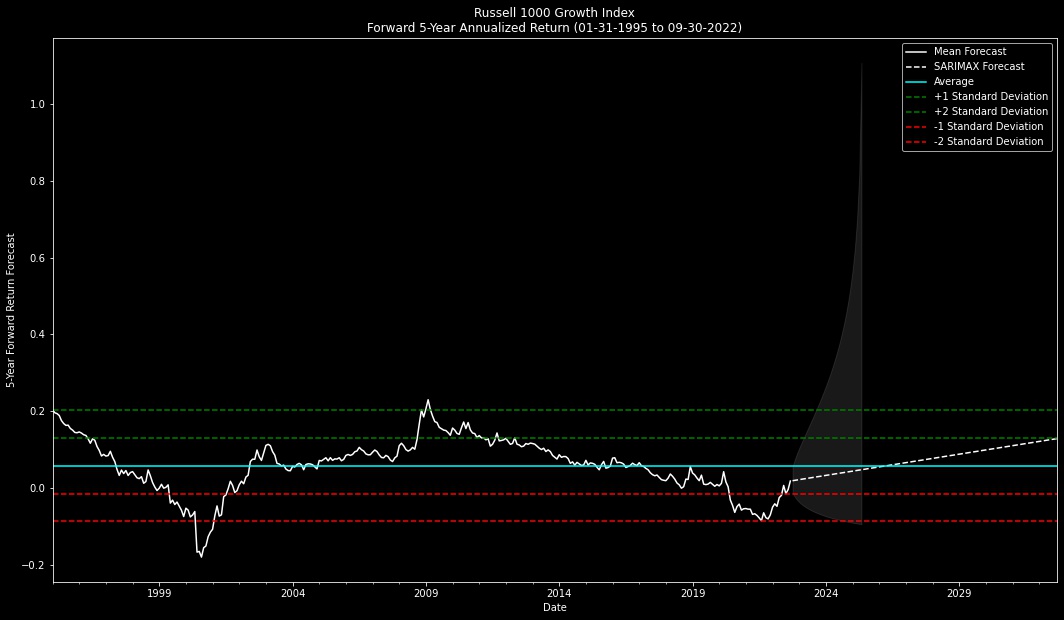 Russell 1000 Growth Index
Forward 5-Year Annualized Return (01-31-1995 to 09-30-2022)
Mean Forecast
SARIMAX Forecast
Average
+1 Standard Deviation
+2 Standard Deviation
-1 Standard Deviation
-2 Standard Deviation
5-Year Forward Return Forecast
1.0
0.8
0.6
0.4
0.2
0.0
−0.2
1999
2004
2009
2014
2019
2024
2029
Date